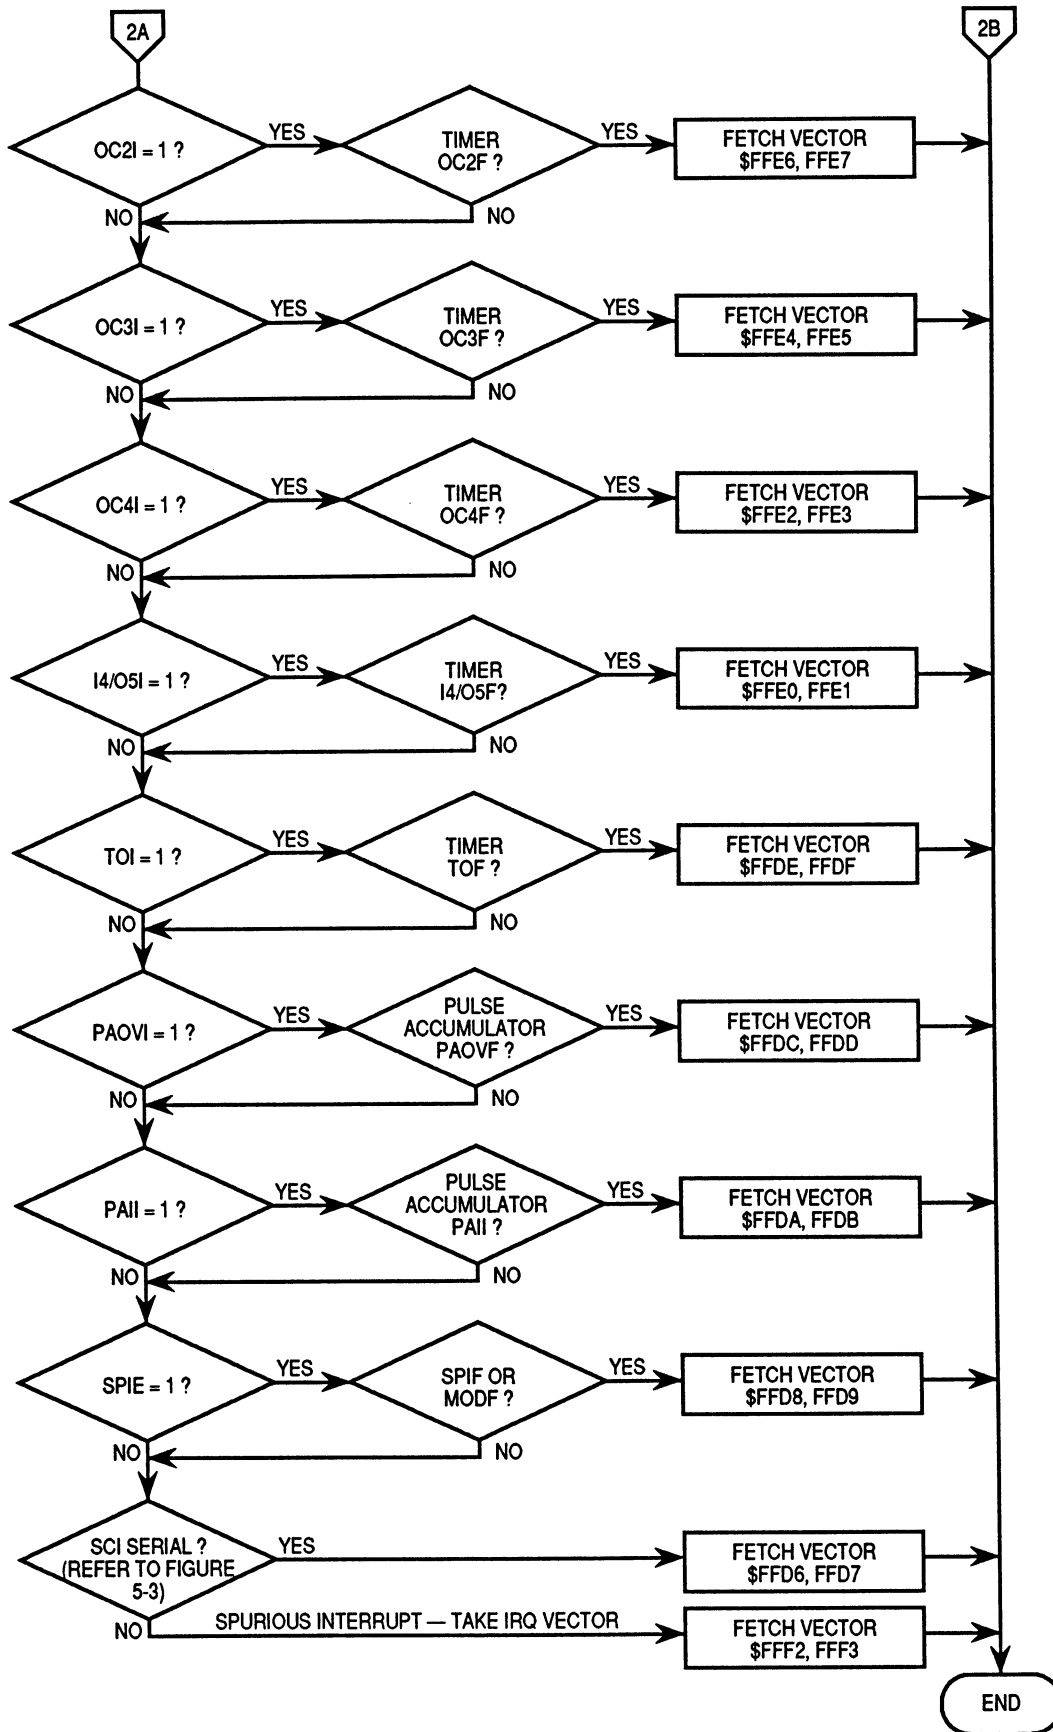 2A
2B
OC2I = 1 ?
YES
TIMER
OC2F ?
YES
FETCH VECTOR
$FFE6, FFE7
NO
NO
OC3I = 1 ?
YES
TIMER
OC3F ?
YES
FETCH VECTOR
$FFE4, FFE5
NO
NO
OC4I = 1 ?
YES
TIMER
OC4F ?
YES
FETCH VECTOR
$FFE2, FFE3
NO
NO
I4/O5I = 1 ?
YES
TIMER
I4/O5F?
YES
FETCH VECTOR
$FFE0, FFE1
NO
NO
TOI = 1 ?
YES
TIMER
TOF ?
YES
FETCH VECTOR
$FFDE, FFDF
NO
NO
PAOVI = 1 ?
YES
PULSE
ACCUMULATOR
PAOVF ?
YES
FETCH VECTOR
$FFDC, FFDD
NO
NO
PAII = 1 ?
YES
PULSE
ACCUMULATOR
PAII ?
YES
FETCH VECTOR
$FFDA, FFDB
NO
NO
SPIE = 1 ?
YES
SPIF OR
MODF ?
YES
FETCH VECTOR
$FFD8, FFD9
NO
NO
SCI SERIAL ?
(REFER TO FIGURE
5-3)
YES
FETCH VECTOR
$FFD6, FFD7
NO
SPURIOUS INTERRUPT — TAKE IRQ VECTOR
FETCH VECTOR
$FFF2, FFF3
END